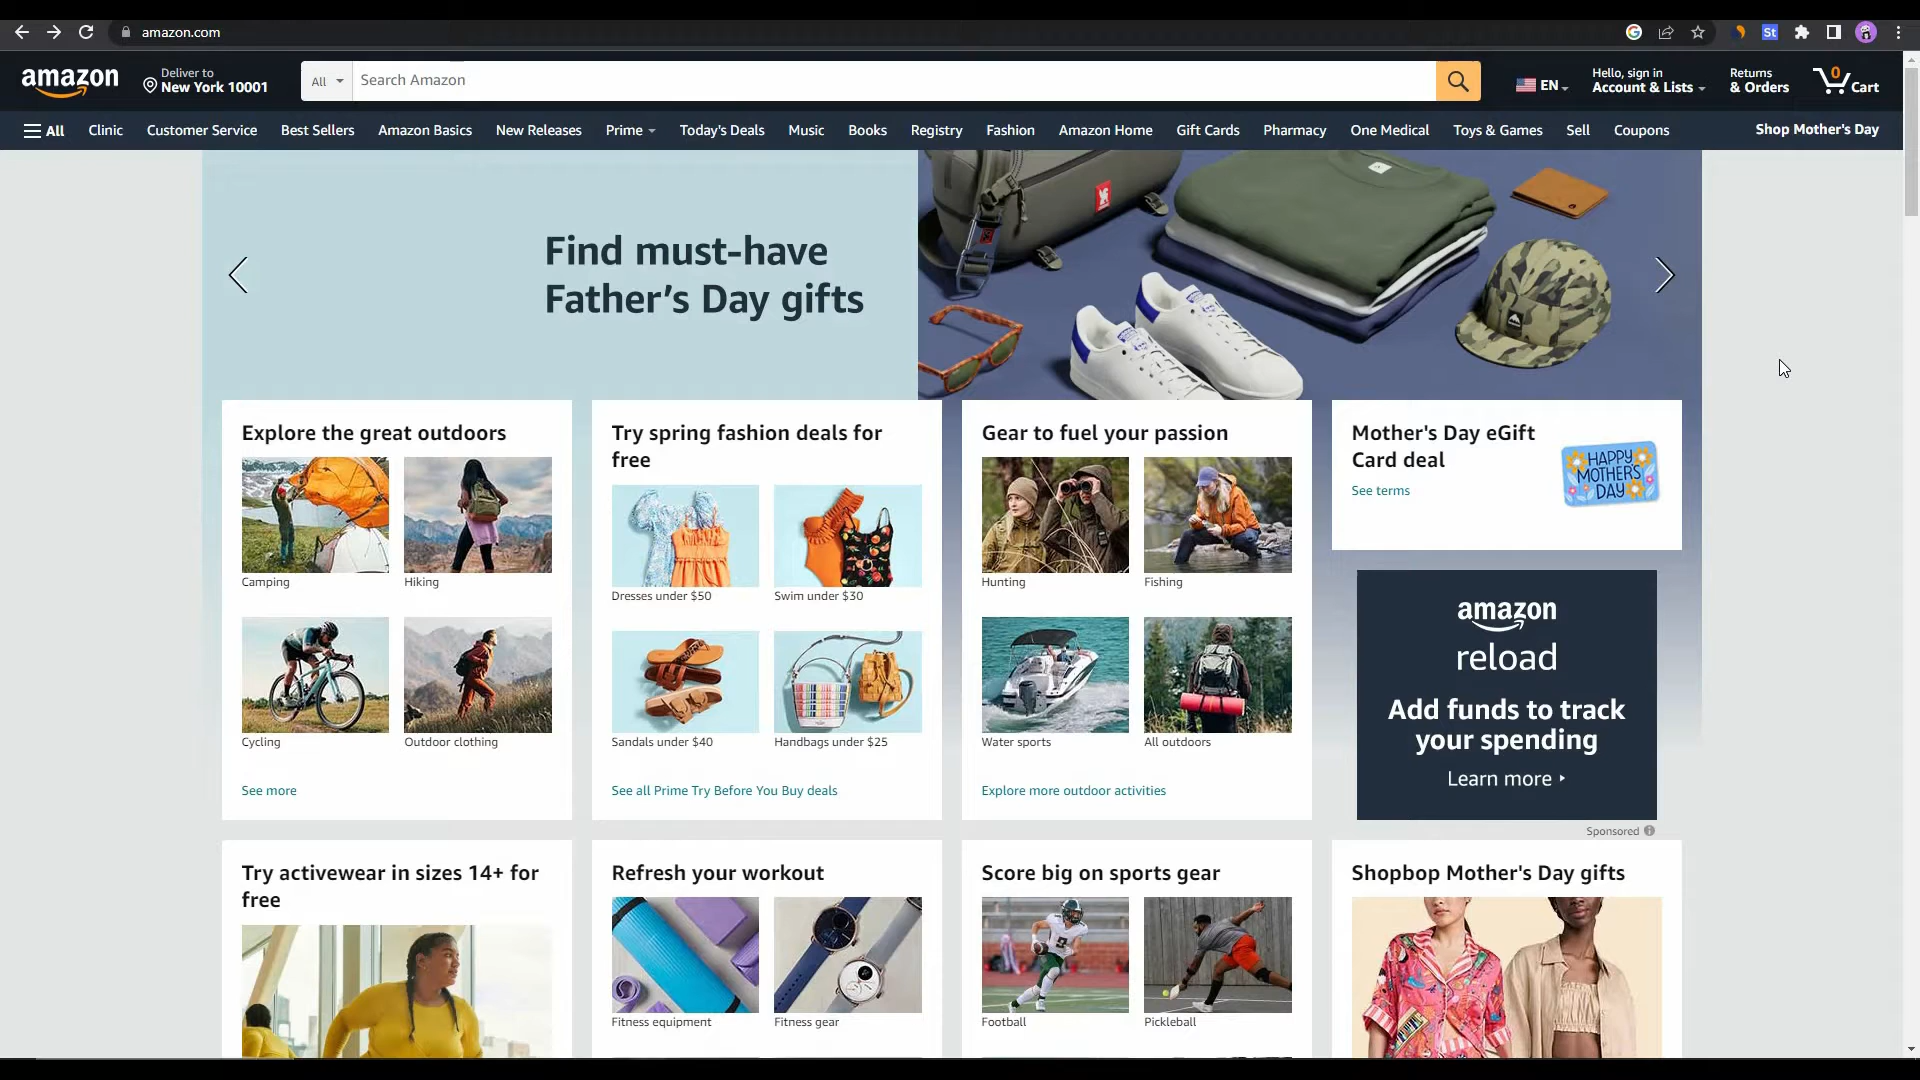 amazon.com
St
amazon
Deliver to
New York 10001
All
Search Amazon
EN
Hello, sign in
Account & Lists
Returns
& Orders
0
Cart
All
Clinic
Customer Service
Best Sellers
Amazon Basics
New Releases
Prime
Today's Deals
Music
Books
Registry
Fashion
Amazon Home
Gift Cards
Pharmacy
One Medical
Toys & Games
Sell
Coupons
Shop Mother's Day
Find must-have
Father's Day gifts
Explore the great outdoors
Camping
Hiking
Cycling
Outdoor clothing
See more
Try spring fashion deals for
free
Dresses under $50
Swim under $30
Sandals under $40
Handbags under $25
See all Prime Try Before You Buy deals
Gear to fuel your passion
Hunting
Fishing
Water sports
All outdoors
Explore more outdoor activities
Mother's Day eGift
Card deal
See terms
HAPPY
MOTHER'S
DAY
amazon
reload
Add funds to track
your spending
Learn more
Sponsored
Try activewear in sizes 14+ for
free
Refresh your workout
Fitness equipment
Fitness gear
Score big on sports gear
Football
Pickleball
Shopbop Mother's Day gifts